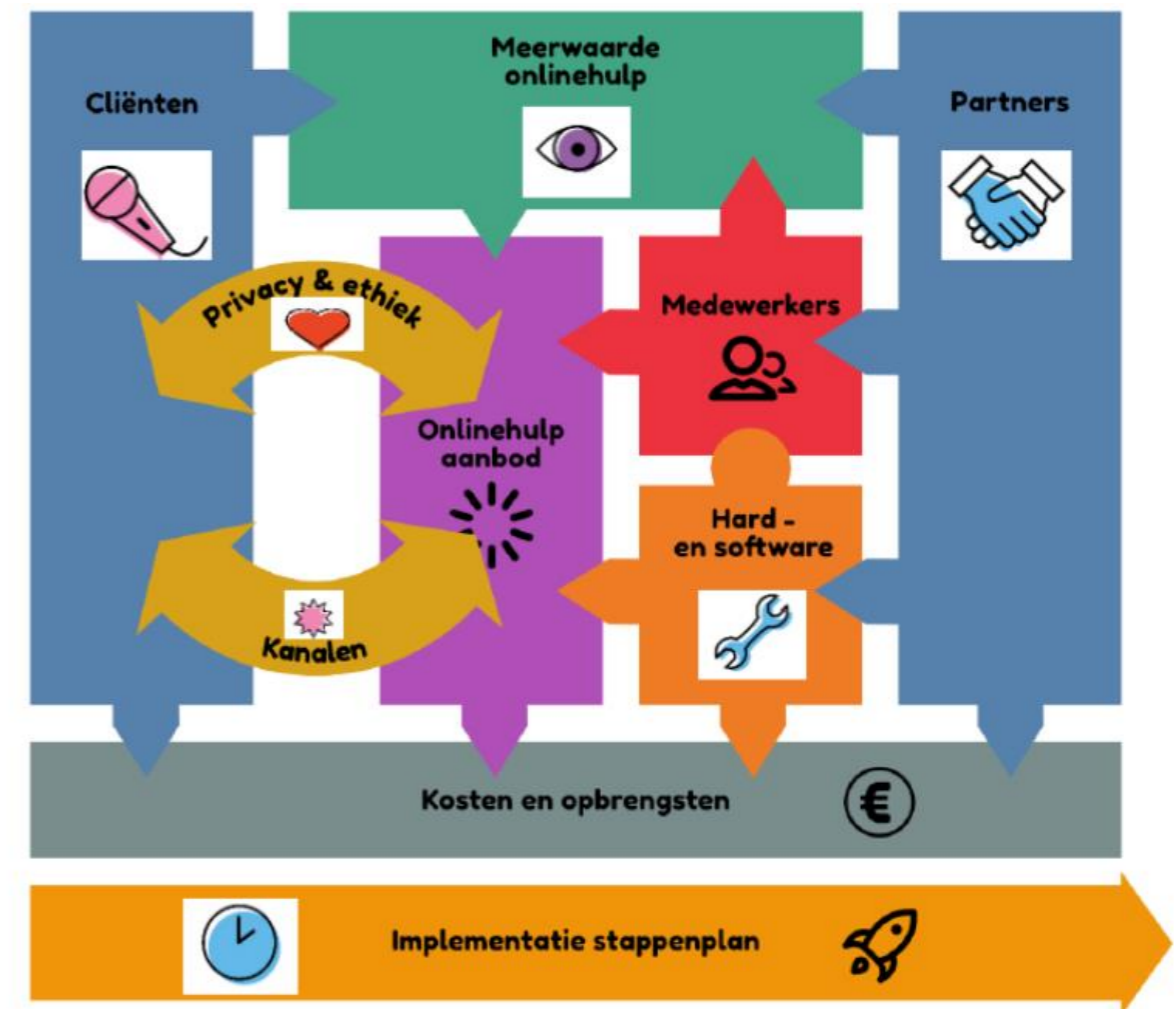 Meerwaarde
onlinehulp
Cliënten
Partners
Privacy & ethiek
Medewerkers
Onlinehulp
aanbod
Hard -
en software
Kanalen
Kosten en opbrengsten
€
Implementatie stappenplan